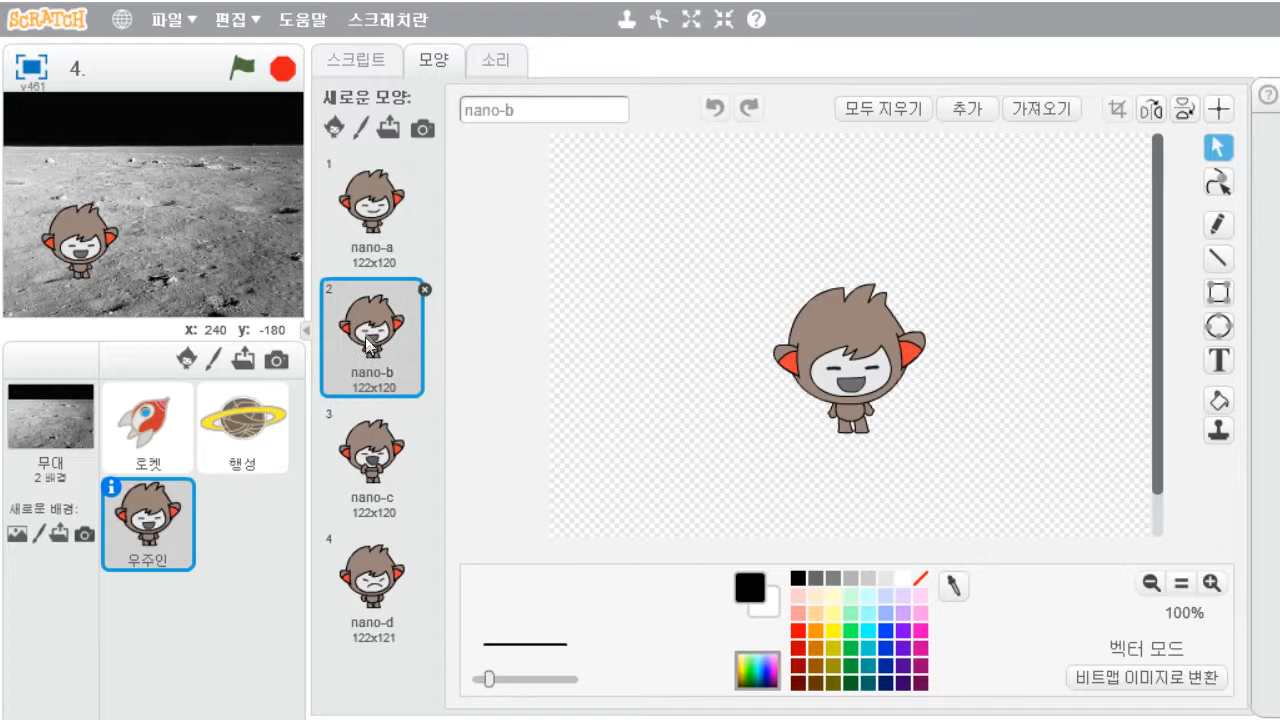 SCRATCH 파일 편집 도움말 스크래치란
4.
v461
스크립트 모양 소리
새로운 모양:
1
nano-a
122x120
2
nano-b
122x120
3
nano-c
122x120
4
nano-d
122x121
nano-b
모두 지우기 추가 가져오기
T
x: 240 y: -180
무대
2 배경
새로운 배경:
로켓
행성
우주인
100%
벡터 모드
비트맵 이미지로 변환